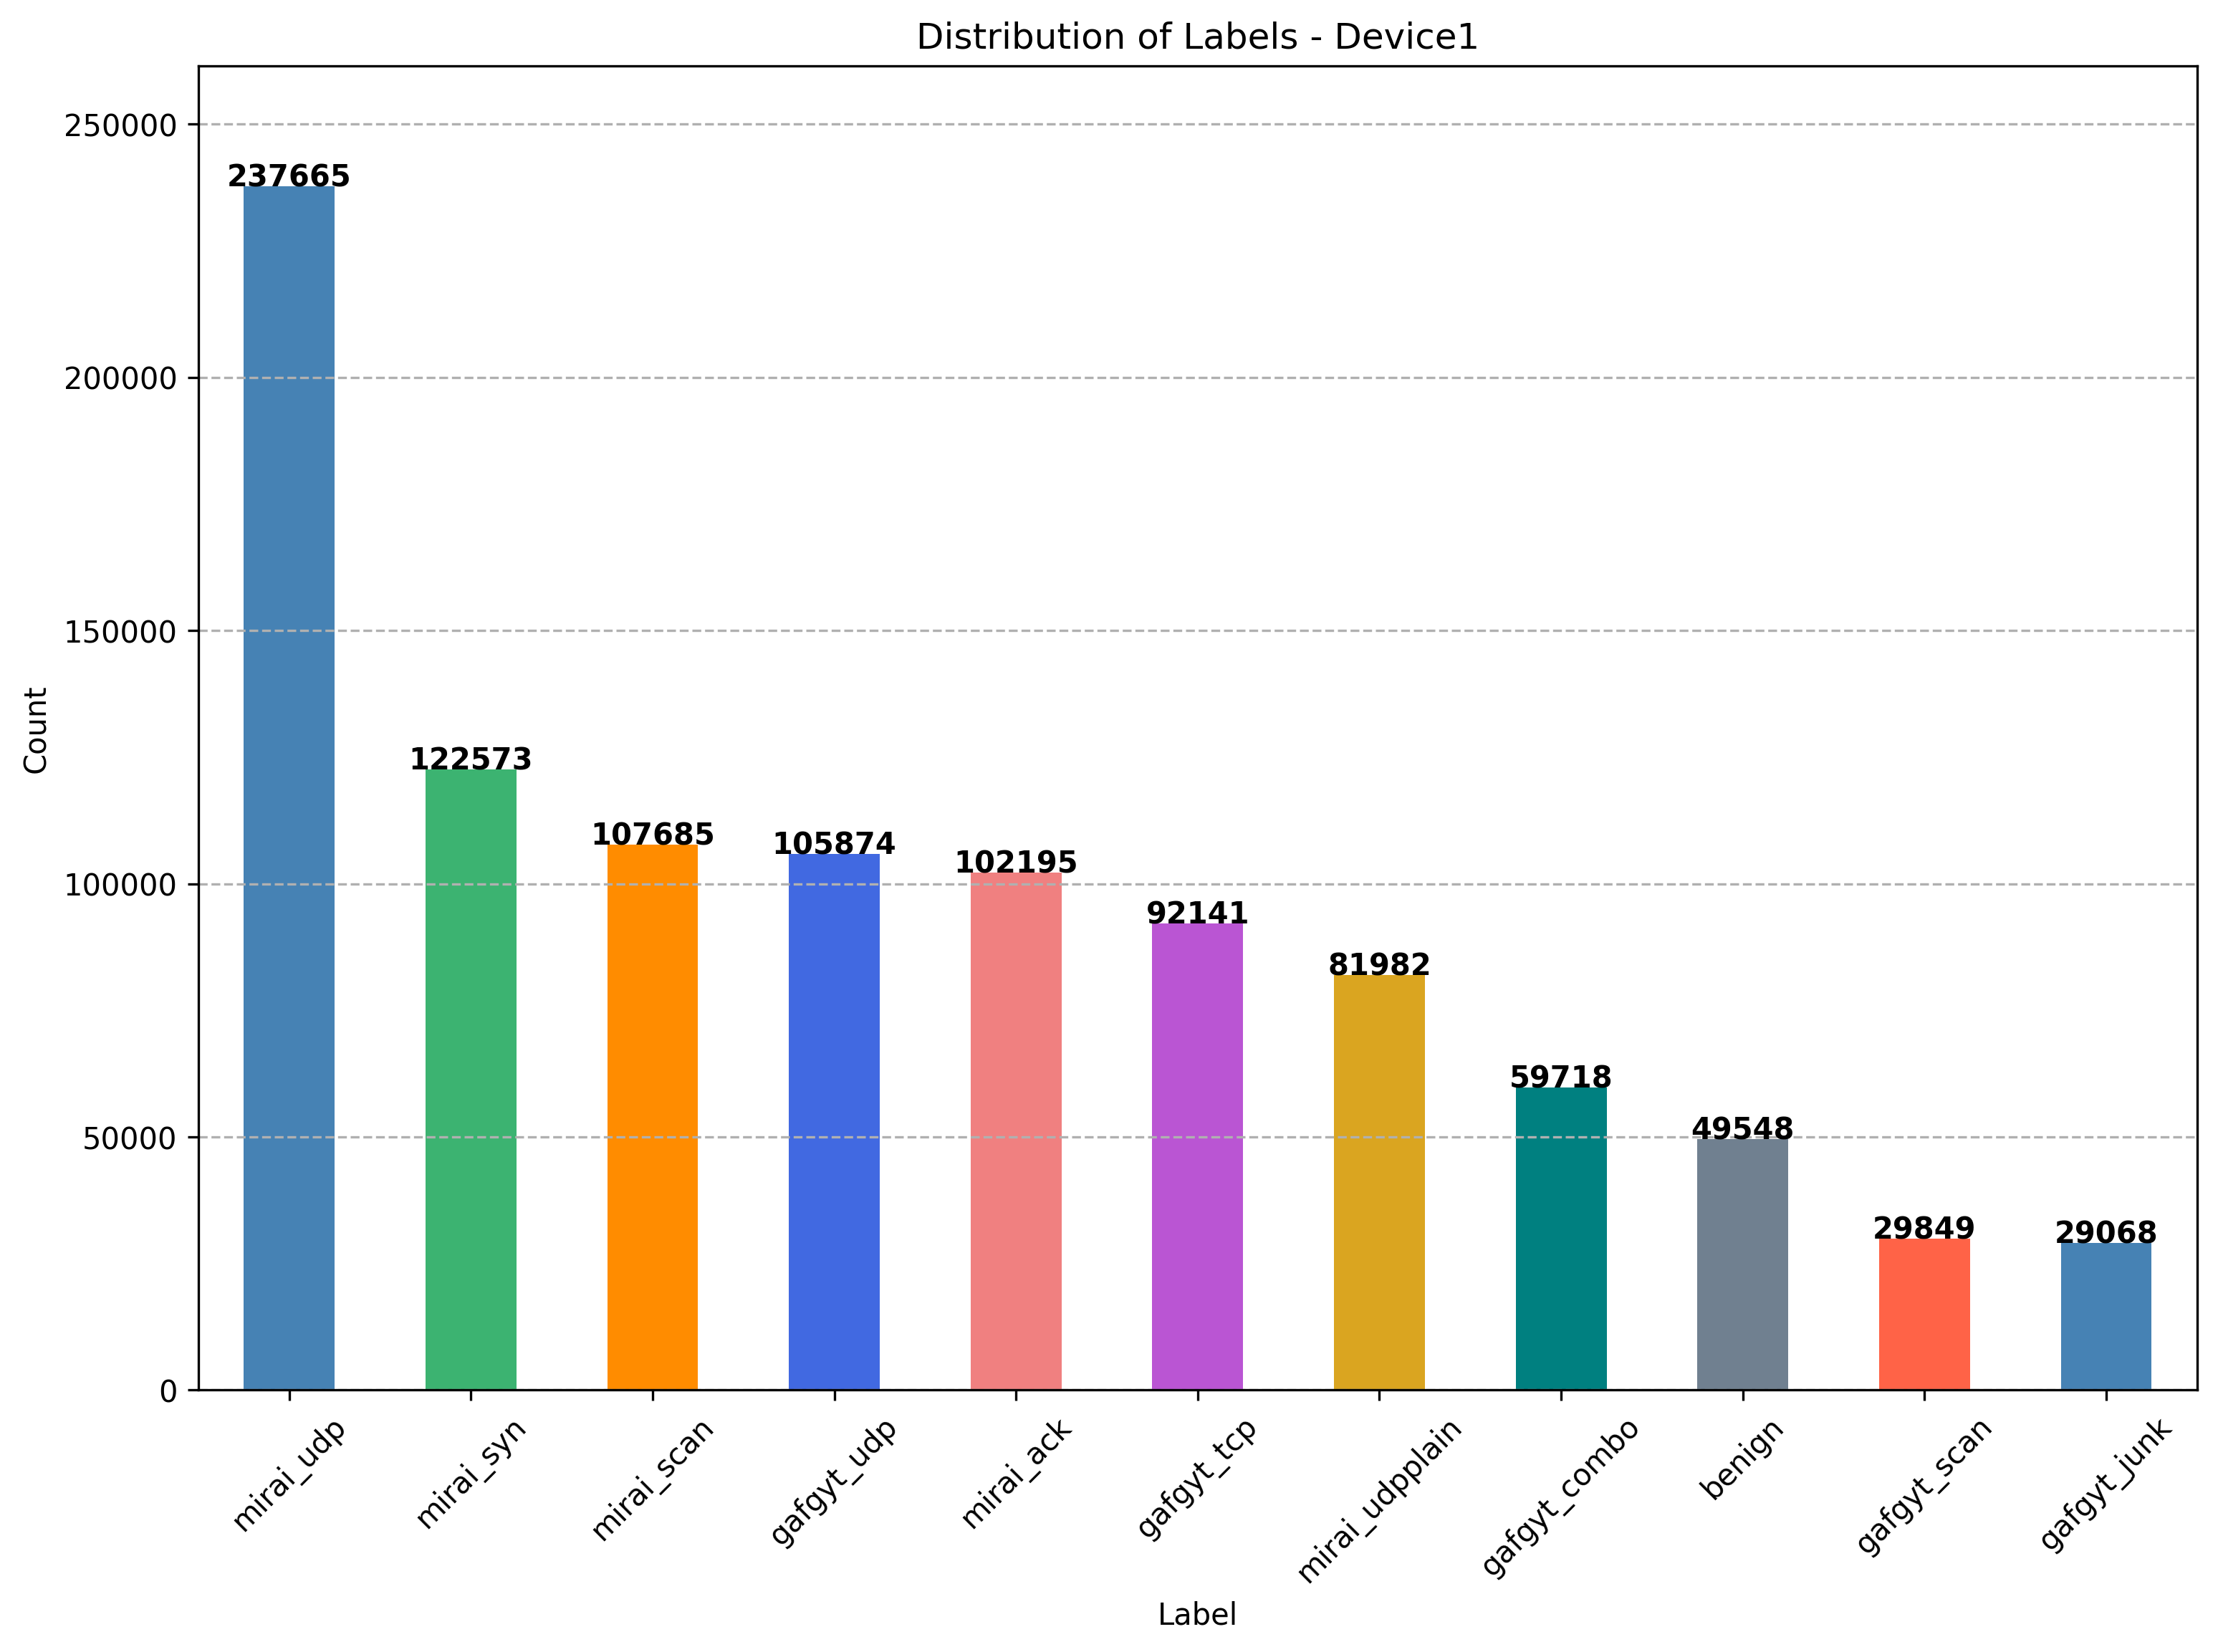 Distribution of Labels - Device1
250000
200000
150000
100000
50000
0
Count
237665
122573
107685
105874
102195
92141
81982
59718
49548
29849
29068
mirai_udp
mirai_syn
mirai_scan
gafgyt_udp
mirai_ack
gafgyt_tcp
mirai_udpplain
gafgyt_combo
benign
gafgyt_scan
gafgyt_junk
Label